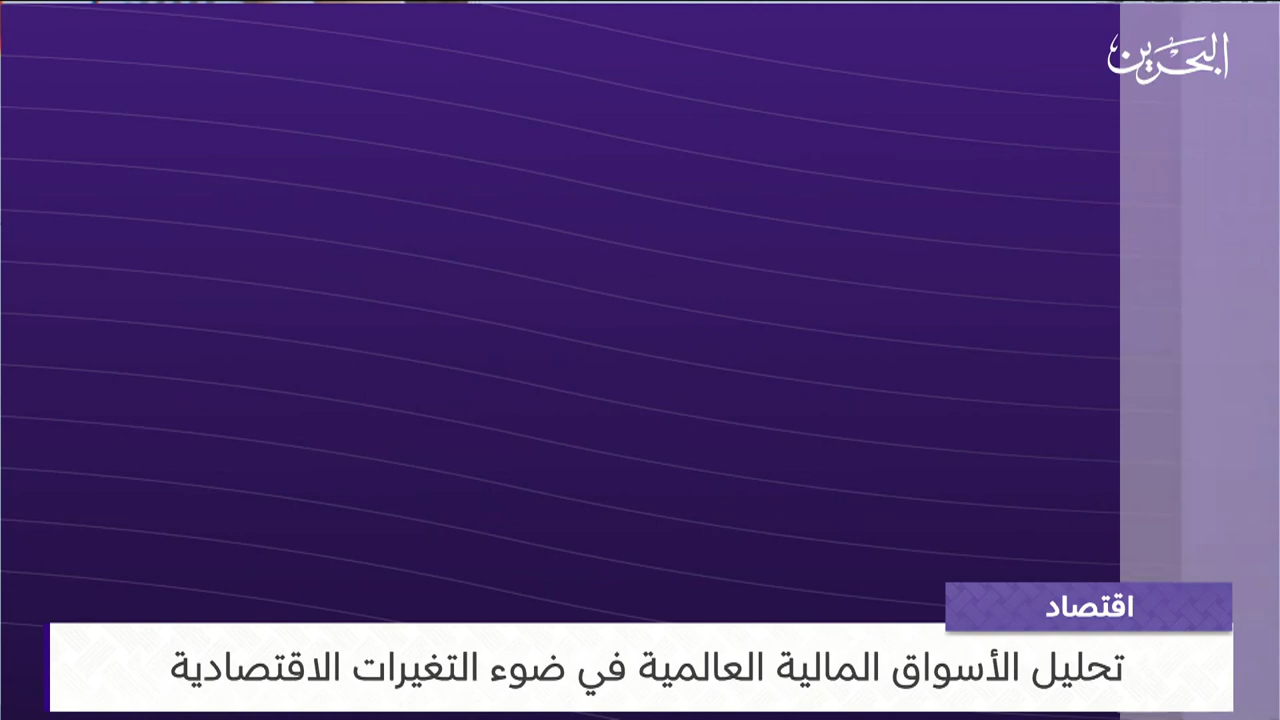 البحرين
اقتصاد
تحليل الأسواق المالية العالمية في ضوء التغيرات الاقتصادية